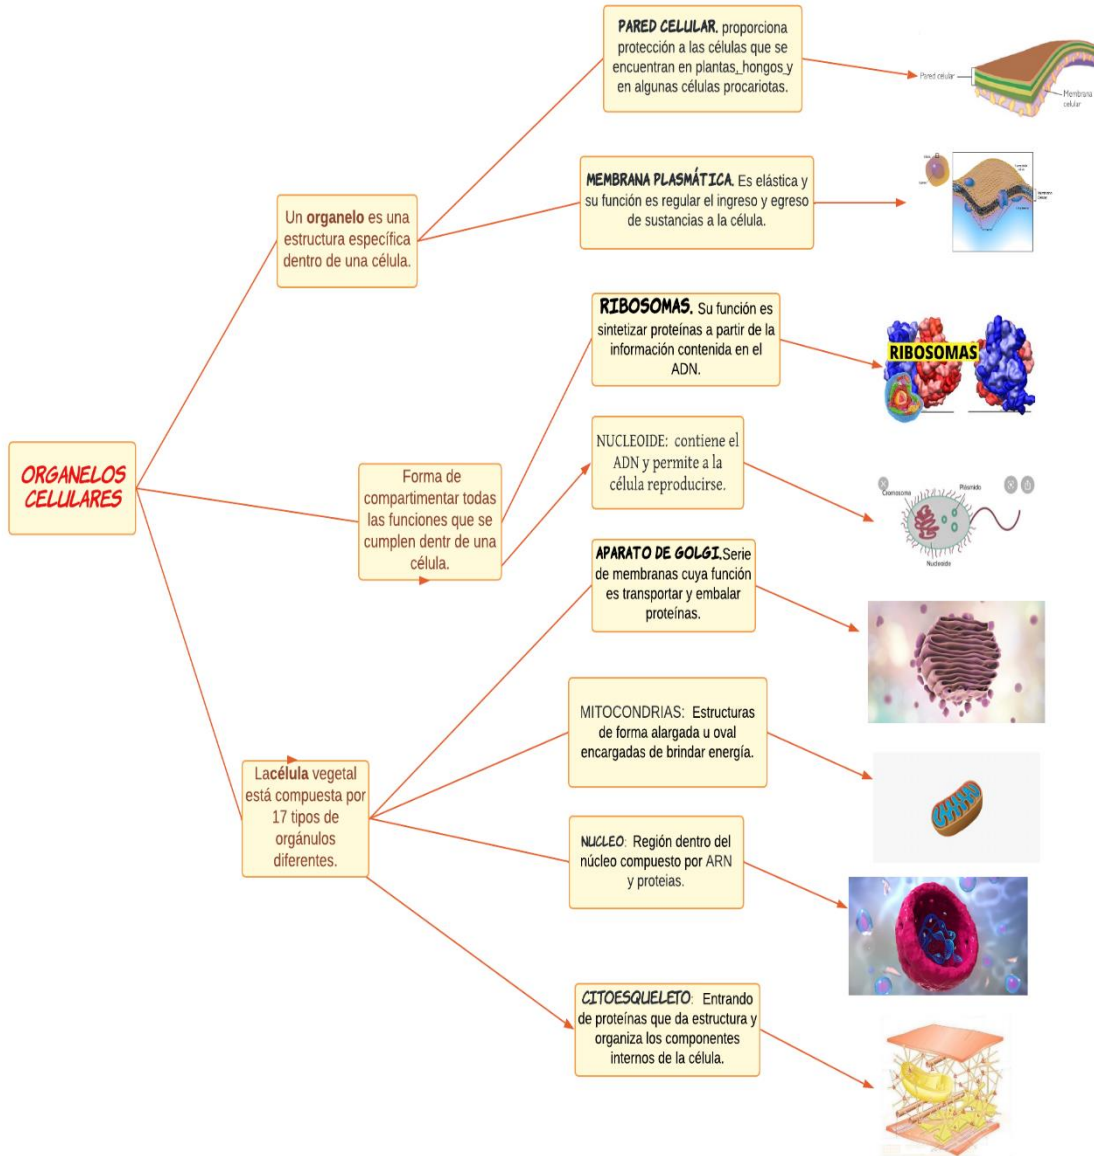 ORGANELOS
CELULARES
Un organelo es una
estructura específica
dentro de una célula.
PARED CELULAR. proporciona
protección a las células que se
encuentran en plantas, hongos y
en algunas células procariotas.
Pared celular
Membrana
celular
MEMBRANA PLASMÁTICA. Es elástica y
su función es regular el ingreso y egreso
de sustancias a la célula.
Forma de
compartimentar todas
las funciones que se
cumplen dentr de una
célula.
RIBOSOMAS. Su función es
sintetizar proteínas a partir de la
información contenida en el
ADN.
RIBOSOMAS
NUCLEOIDE: contiene el
ADN y permite a la
célula reproducirse.
Cromosoma
Plásmido
Nucleoide
Lacélula vegetal
está compuesta por
17 tipos de
orgánulos
diferentes.
APARATO DE GOLGI.Serie
de membranas cuya función
es transportar y embalar
proteínas.
MITOCONDRIAS: Estructuras
de forma alargada u oval
encargadas de brindar energía.
NUCLEO: Región dentro del
núcleo compuesto por ARN
y proteias.
CITOESQUELETO: Entrando
de proteínas que da estructura y
organiza los componentes
internos de la célula.